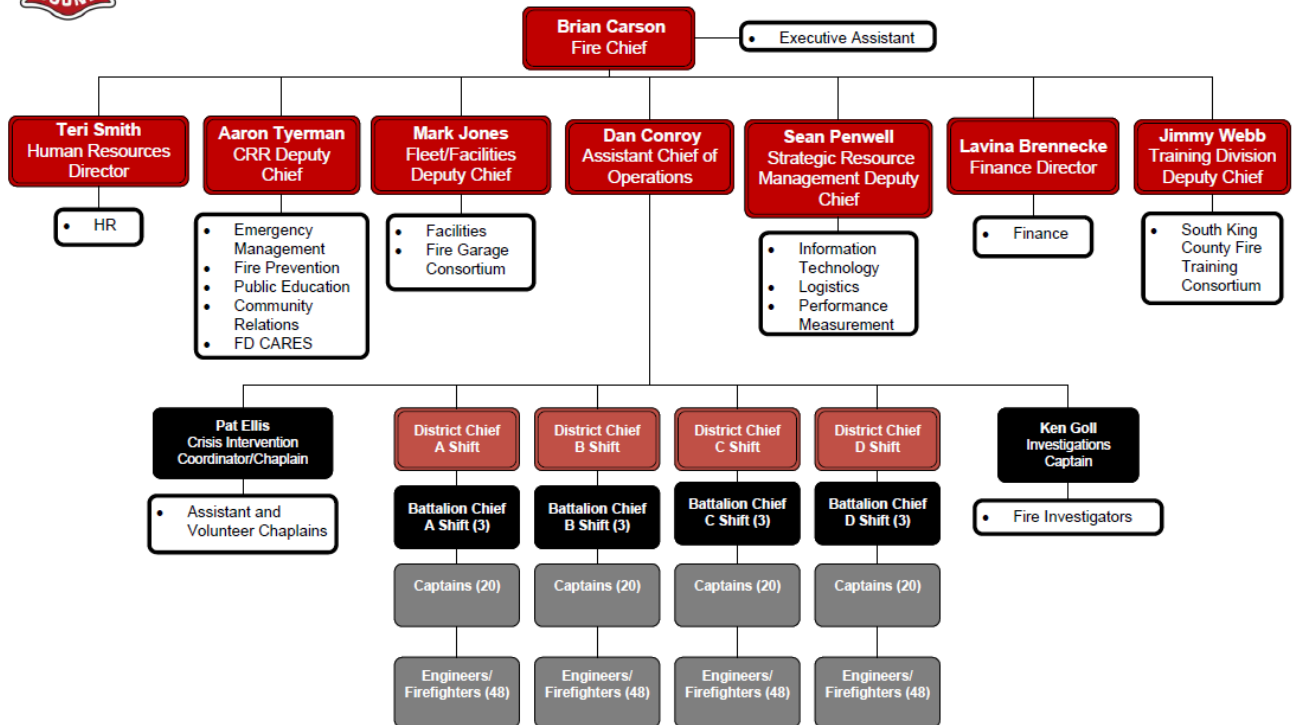 Brian Carson
Fire Chief
• Executive Assistant
Teri Smith
Human Resources
Director
• HR
Aaron Tyerman
CRR Deputy
Chief
• Emergency
Management
• Fire Prevention
• Public Education
• Community
Relations
• FD CARES
Mark Jones
Fleet/Facilities
Deputy Chief
• Facilities
• Fire Garage
Consortium
Dan Conroy
Assistant Chief of
Operations
Sean Penwell
Strategic Resource
Management Deputy
Chief
• Information
Technology
• Logistics
• Performance
Measurement
Lavina Brennecke
Finance Director
• Finance
Jimmy Webb
Training Division
Deputy Chief
• South King
County Fire
Training
Consortium
Pat Ellis
Crisis Intervention
Coordinator/Chaplain
• Assistant and
Volunteer Chaplains
District Chief
A Shift
Battalion Chief
A Shift (3)
Captains (20)
Engineers/
Firefighters (48)
District Chief
B Shift
Battalion Chief
B Shift (3)
Captains (20)
Engineers/
Firefighters (48)
District Chief
C Shift
Battalion Chief
C Shift (3)
Captains (20)
Engineers/
Firefighters (48)
District Chief
D Shift
Battalion Chief
D Shift (3)
Captains (20)
Engineers/
Firefighters (48)
Ken Goll
Investigations
Captain
• Fire Investigators